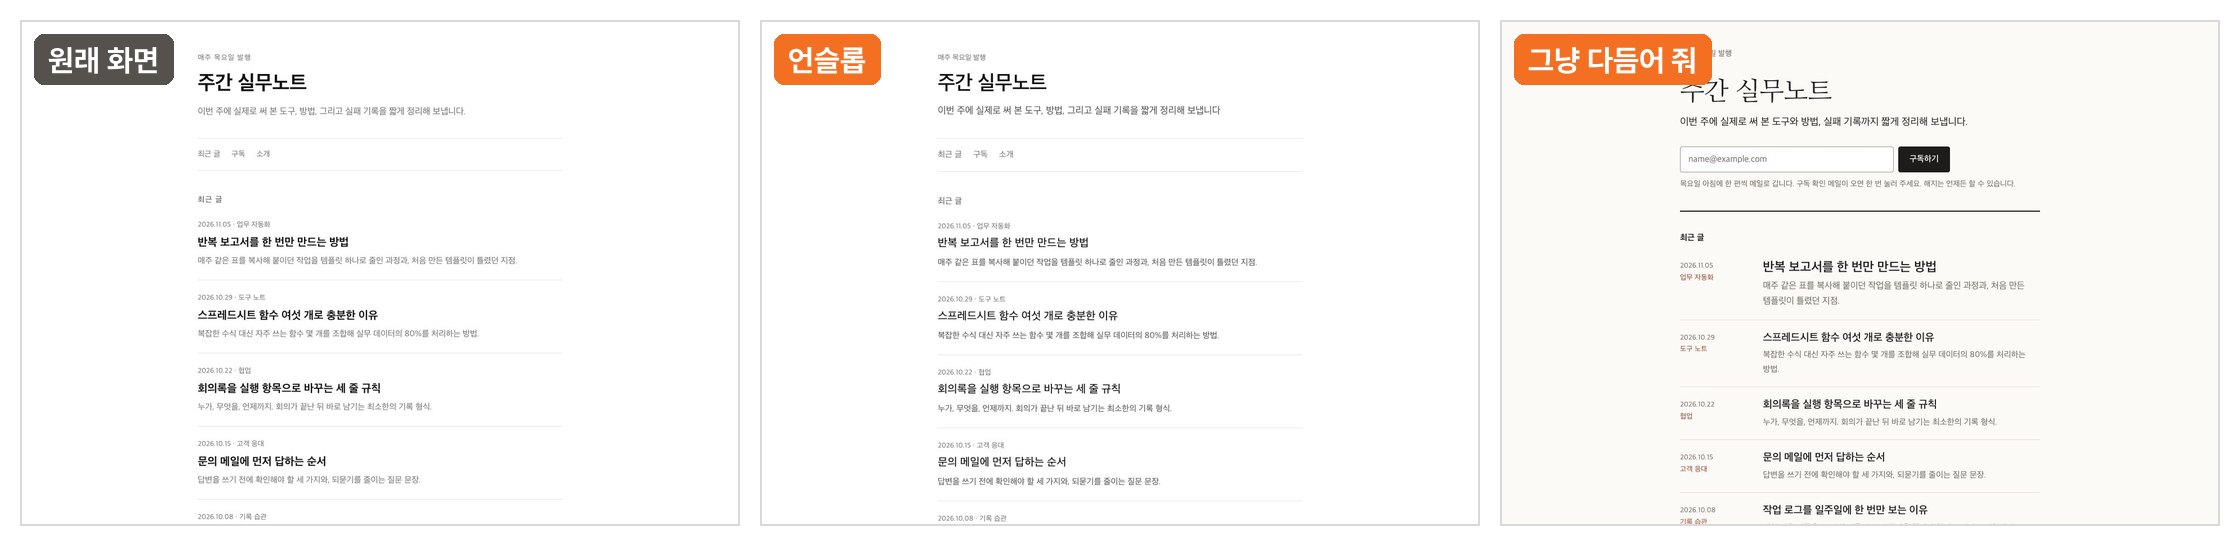 원래 화면
매주 목요일 발행
주간 실무노트
이번 주에 실제로 써 본 도구, 방법, 그리고 실패 기록을 짧게 정리해 보냅니다.
최근 글 구독 소개
최근 글
2026.11.05 · 업무 자동화
반복 보고서를 한 번만 만드는 방법
매주 같은 표를 복사해 붙이던 작업을 템플릿 하나로 줄인 과정과, 처음 만든 템플릿이 틀렸던 지점.
2026.10.29 · 도구 노트
스프레드시트 함수 여섯 개로 충분한 이유
복잡한 수식 대신 자주 쓰는 함수 몇 개를 조합해 실무 데이터의 80%를 처리하는 방법.
2026.10.22 · 협업
회의록을 실행 항목으로 바꾸는 세 줄 규칙
누가, 무엇을, 언제까지. 회의가 끝난 뒤 바로 남기는 최소한의 기록 형식.
2026.10.15 · 고객 응대
문의 메일에 먼저 답하는 순서
답변을 쓰기 전에 확인해야 할 세 가지와, 되묻기를 줄이는 질문 문장.
2026.10.08 · 기록 습관
언슬롭
매주 목요일 발행
주간 실무노트
이번 주에 실제로 써 본 도구, 방법, 그리고 실패 기록을 짧게 정리해 보냅니다
최근 글 구독 소개
최근 글
2026.11.05 · 업무 자동화
반복 보고서를 한 번만 만드는 방법
매주 같은 표를 복사해 붙이던 작업을 템플릿 하나로 줄인 과정과, 처음 만든 템플릿이 틀렸던 지점.
2026.10.29 · 도구 노트
스프레드시트 함수 여섯 개로 충분한 이유
복잡한 수식 대신 자주 쓰는 함수 몇 개를 조합해 실무 데이터의 80%를 처리하는 방법.
2026.10.22 · 협업
회의록을 실행 항목으로 바꾸는 세 줄 규칙
누가, 무엇을, 언제까지. 회의가 끝난 뒤 바로 남기는 최소한의 기록 형식.
2026.10.15 · 고객 응대
문의 메일에 먼저 답하는 순서
답변을 쓰기 전에 확인해야 할 세 가지와, 되묻기를 줄이는 질문 문장.
2026.10.08 · 기록 습관
그냥 다듬어 줘
발행
주간 실무노트
이번 주에 실제로 써 본 도구와 방법, 실패 기록까지 짧게 정리해 보냅니다.
name@example.com
구독하기
목요일 아침에 한 편씩 메일로 갑니다. 구독 확인 메일이 오면 한 번 눌러 주세요. 해지는 언제든 할 수 있습니다.
최근 글
2026.11.05
업무 자동화
반복 보고서를 한 번만 만드는 방법
매주 같은 표를 복사해 붙이던 작업을 템플릿 하나로 줄인 과정과, 처음 만든
템플릿이 틀렸던 지점.
2026.10.29
도구 노트
스프레드시트 함수 여섯 개로 충분한 이유
복잡한 수식 대신 자주 쓰는 함수 몇 개를 조합해 실무 데이터의 80%를 처리하는
방법.
2026.10.22
협업
회의록을 실행 항목으로 바꾸는 세 줄 규칙
누가, 무엇을, 언제까지. 회의가 끝난 뒤 바로 남기는 최소한의 기록 형식.
2026.10.15
고객 응대
문의 메일에 먼저 답하는 순서
답변을 쓰기 전에 확인해야 할 세 가지와, 되묻기를 줄이는 질문 문장.
2026.10.08
기록 습관
작업 로그를 일주일에 한 번만 보는 이유